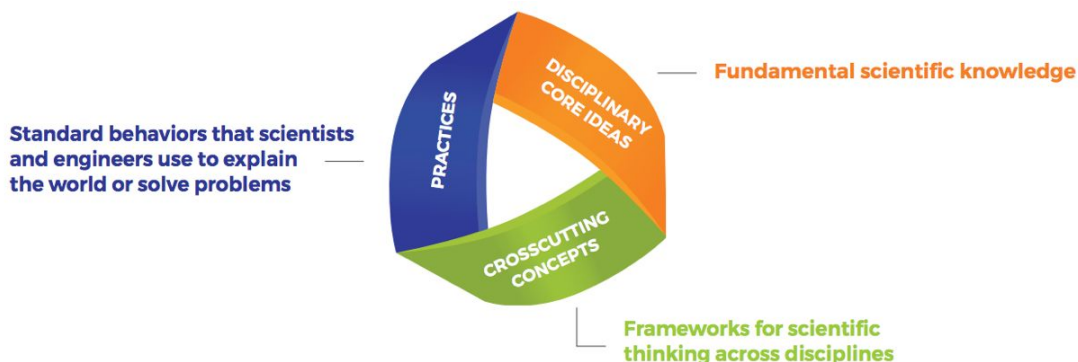 DISCIPLINARY
CORE IDEAS
Fundamental scientific knowledge
PRACTICES
Standard behaviors that scientists
and engineers use to explain
the world or solve problems
CROSSCUTTING
CONCEPTS
Frameworks for scientific
thinking across disciplines